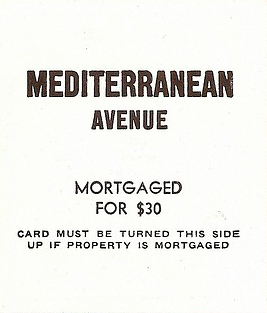 MEDITERRANEAN
AVENUE
MORTGAGED
FOR $30
CARD MUST BE TURNED THIS SIDE
UP IF PROPERTY IS MORTGAGED